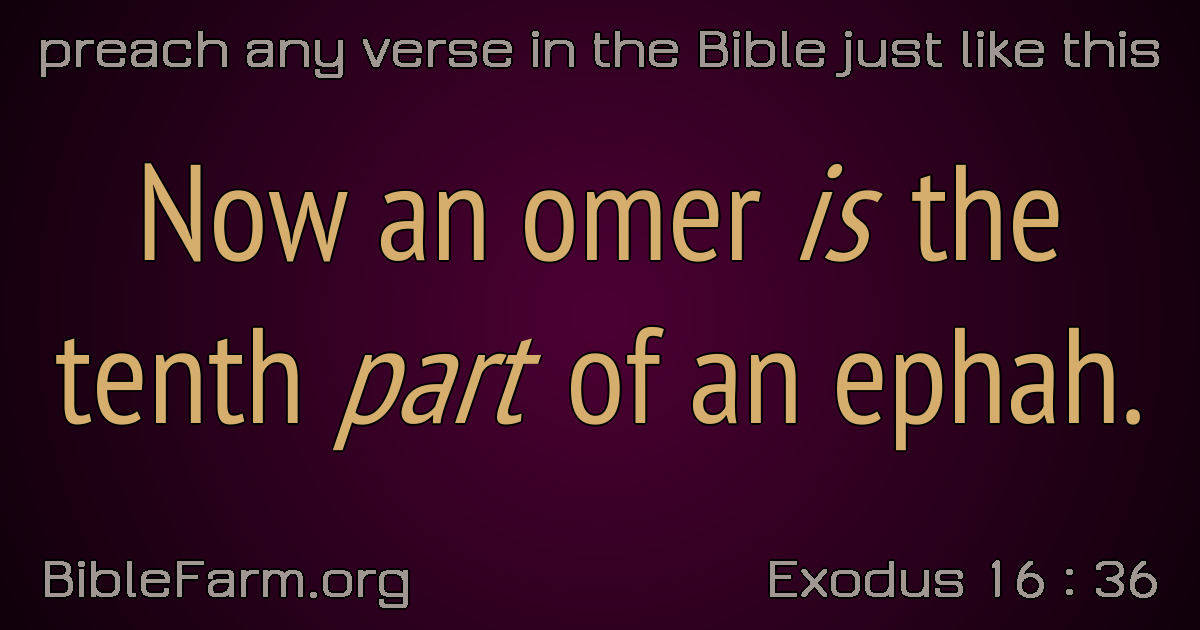 preach any verse in the Bible just like this
Now an omer is the
tenth part of an ephah.
BibleFarm.org
Exodus 16 : 36